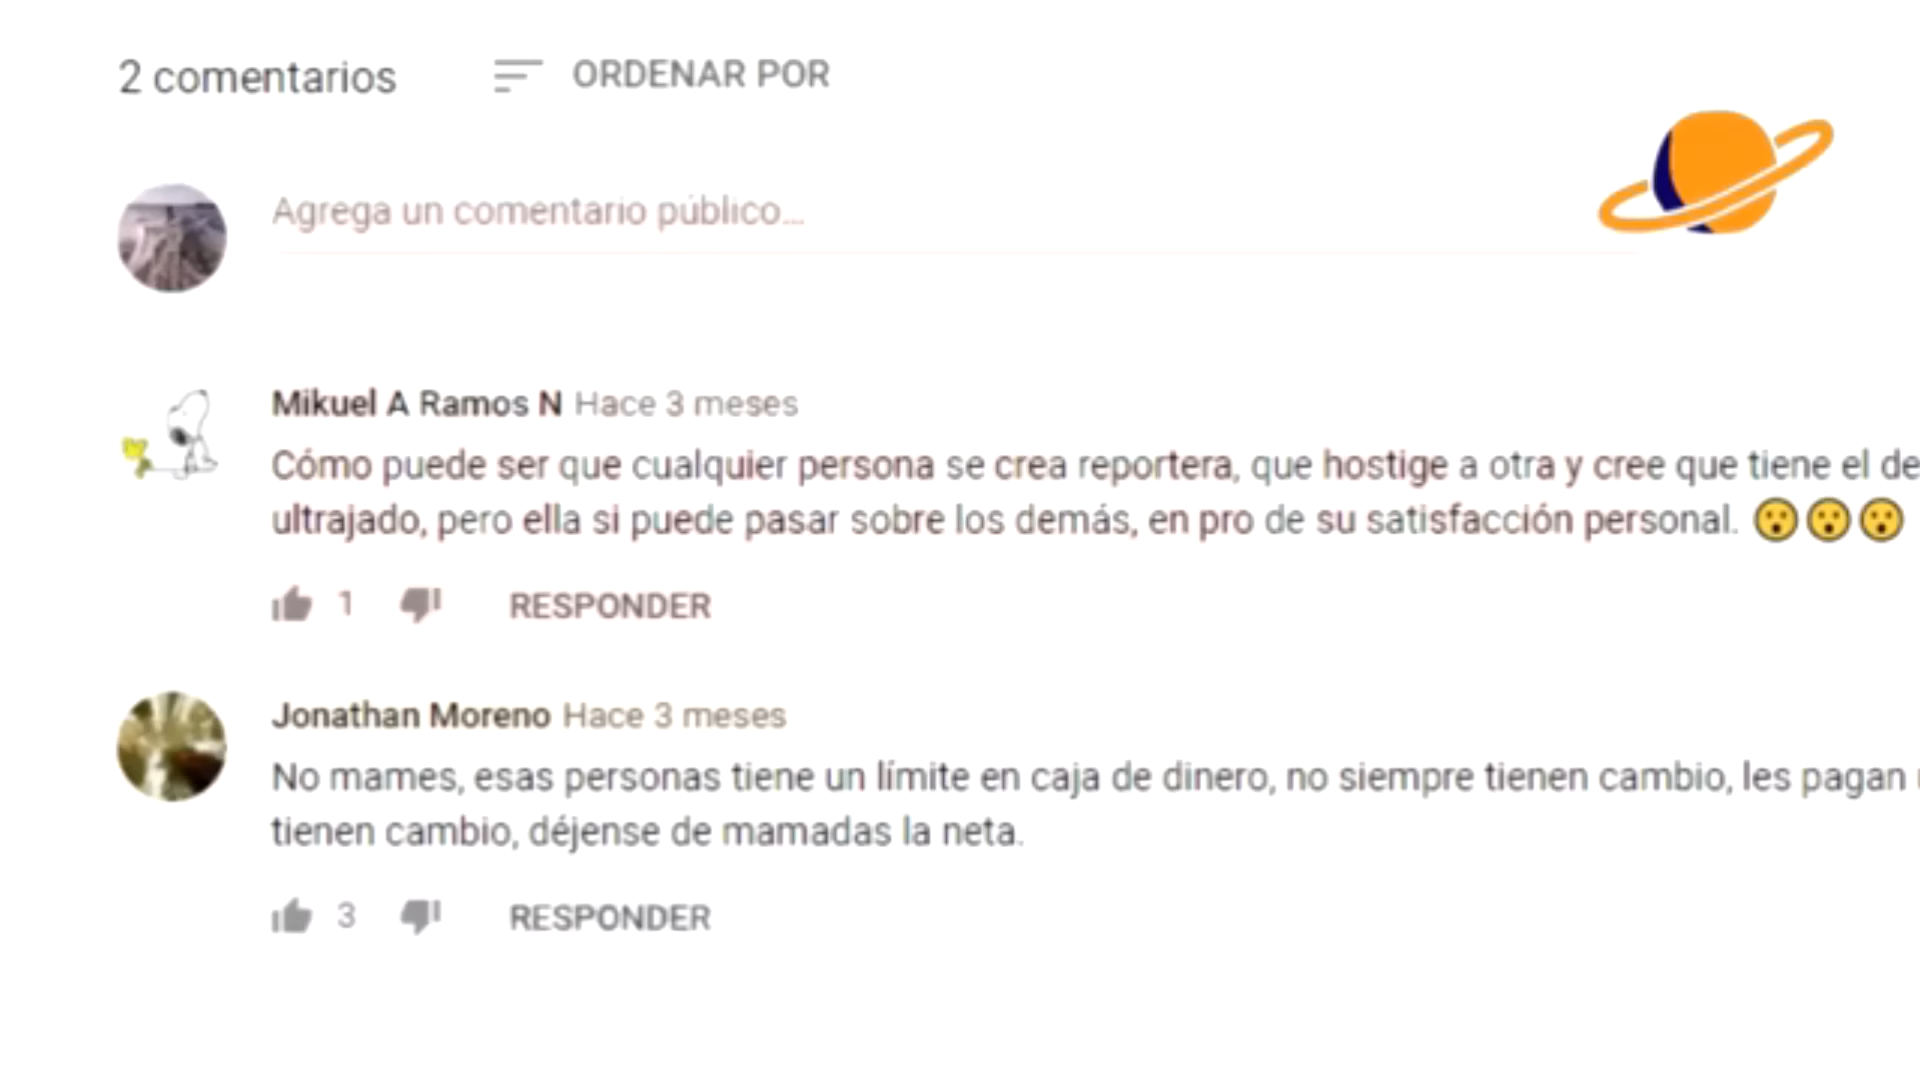 2 comentarios
ORDENAR POR
Agrega un comentario público...
Mikuel A Ramos N Hace 3 meses
Cómo puede ser que cualquier persona se crea reportera, que hostige a otra y cree que tiene el de
ultrajado, pero ella si puede pasar sobre los demás, en pro de su satisfacción personal. 😮😮😮
1
RESPONDER
Jonathan Moreno Hace 3 meses
No mames, esas personas tiene un límite en caja de dinero, no siempre tienen cambio, les pagan
tienen cambio, déjense de mamadas la neta.
3
RESPONDER